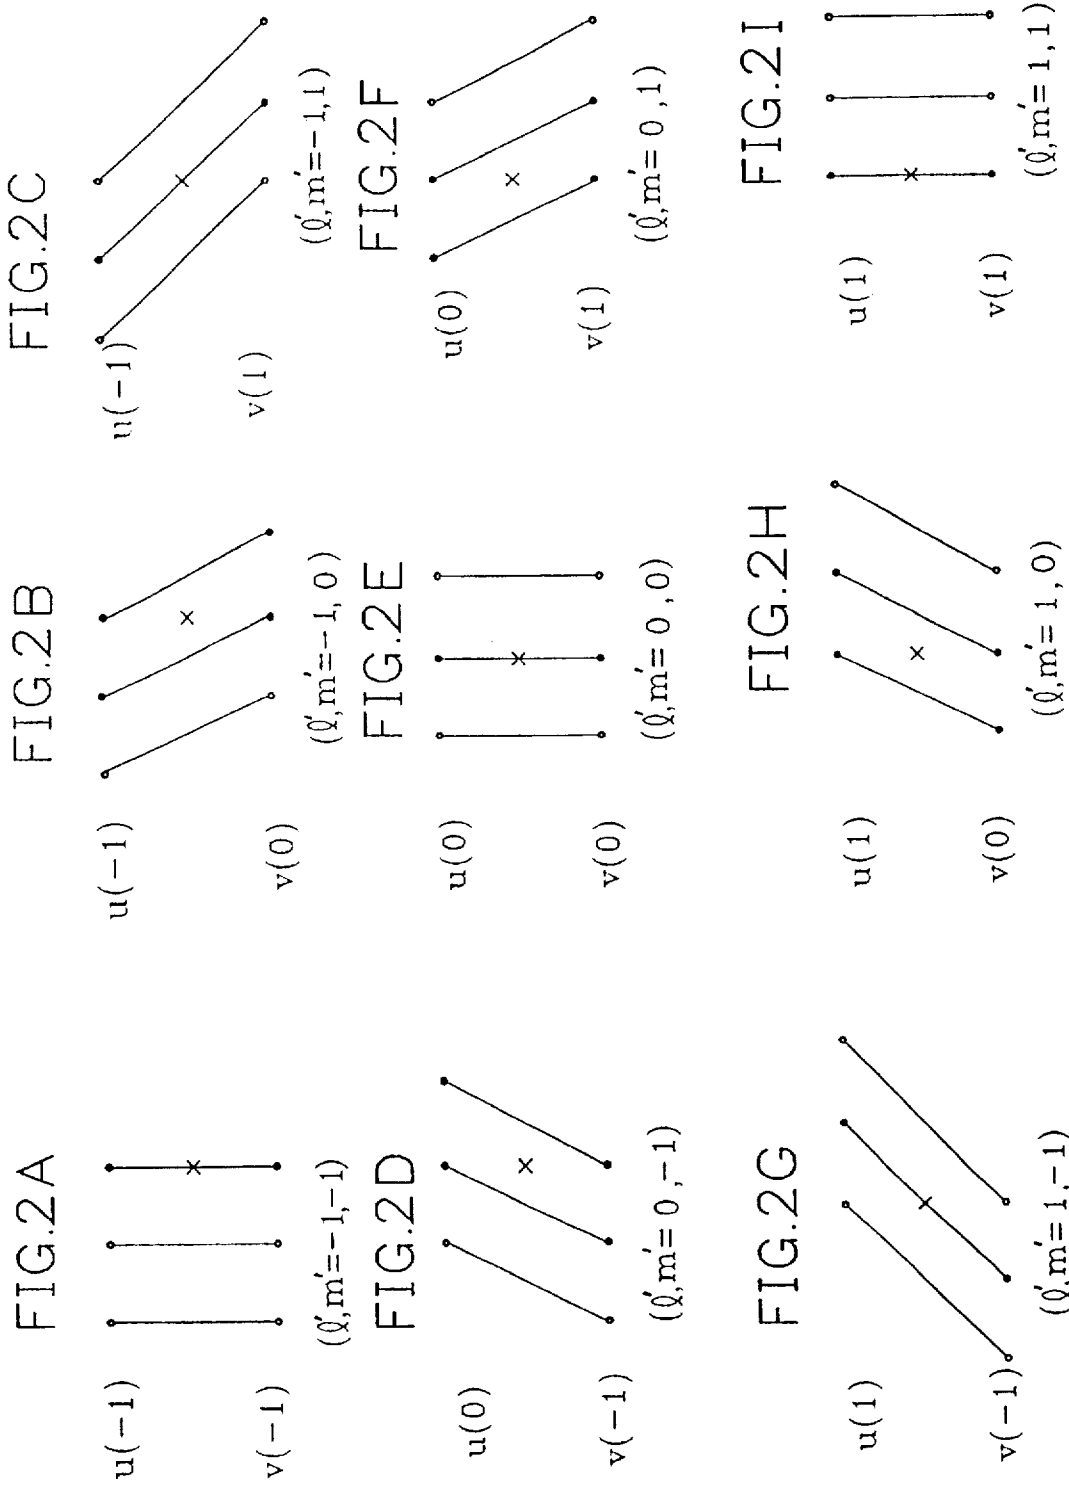 FIG.2A
u(-1)
v(-1)
(ℓ',m'=-1,-1)
FIG.2B
u(-1)
v(0)
(ℓ',m'=-1,0)
FIG.2C
u(-1)
v(1)
(ℓ',m'=-1,1)
FIG.2D
u(0)
v(-1)
(ℓ',m'=0,-1)
FIG.2E
u(0)
v(0)
(ℓ',m'=0,0)
FIG.2F
u(0)
v(1)
(ℓ',m'=0,1)
FIG.2G
u(1)
v(-1)
(ℓ',m'=1,-1)
FIG.2H
u(1)
v(0)
(ℓ',m'=1,0)
FIG.2I
u(1)
v(1)
(ℓ',m'=1,1)